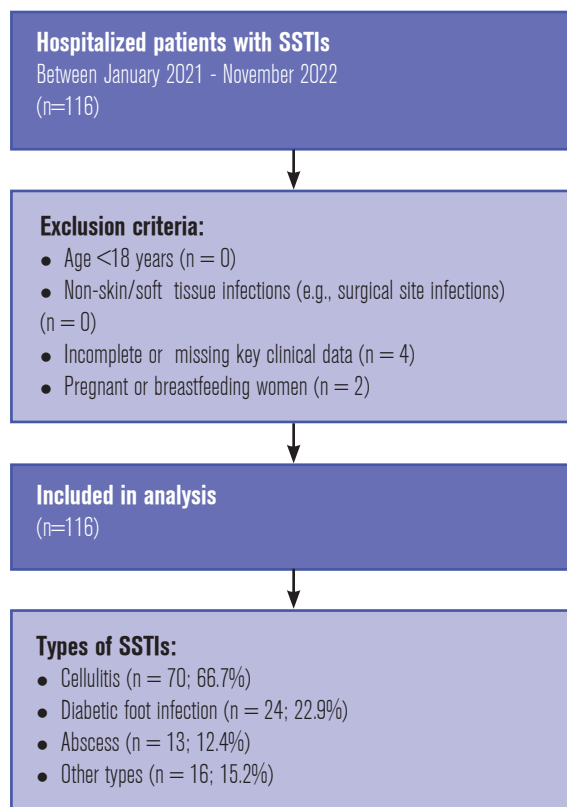 Hospitalized patients with SSTIs
Between January 2021 - November 2022
(n=116)
Exclusion criteria:
● Age <18 years (n = 0)
● Non-skin/soft tissue infections (e.g., surgical site infections)
(n = 0)
● Incomplete or missing key clinical data (n = 4)
● Pregnant or breastfeeding women (n = 2)
Included in analysis
(n=116)
Types of SSTIs:
● Cellulitis (n = 70; 66.7%)
● Diabetic foot infection (n = 24; 22.9%)
● Abscess (n = 13; 12.4%)
● Other types (n = 16; 15.2%)